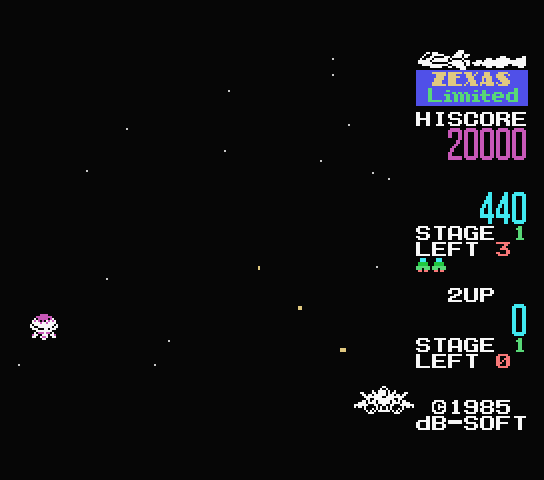 ZEXAS
Limited
HISCORE
20000
440
STAGE 1
LEFT 3
2UP
0
STAGE 1
LEFT 0
©1985
dB-SOFT